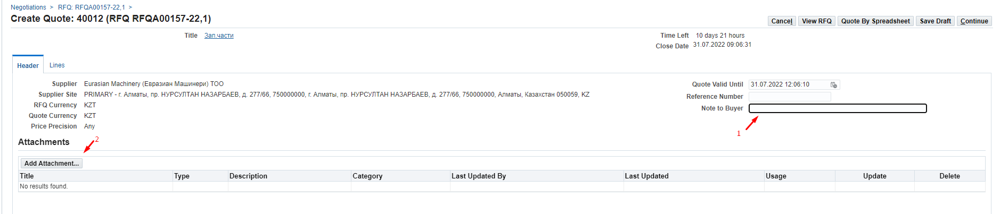 Negotiations > RFQ: RFQA00157-22,1 >
Create Quote: 40012 (RFQ RFQA00157-22,1)
Cancel View RFQ Quote By Spreadsheet Save Draft Continue
Title Зап.части
Time Left 10 days 21 hours
Close Date 31.07.2022 09:06:31
Header Lines
Supplier Eurasian Machinery (Евразиан Машинери) ТОО
Supplier Site PRIMARY - г. Алматы, пр. НУРСУЛТАН НАЗАРБАЕВ, д. 277/66, 750000000, г. Алматы, пр. НУРСУЛТАН НАЗАРБАЕВ, д. 277/66, 750000000, Алматы, Казахстан 050059, KZ
RFQ Currency KZT
Quote Currency KZT
Price Precision Any
Quote Valid Until 31.07.2022 12:06:10
Reference Number
Note to Buyer
1
2
Attachments
Add Attachment...
Title Type Description Category Last Updated By Last Updated Usage Update Delete
No results found.